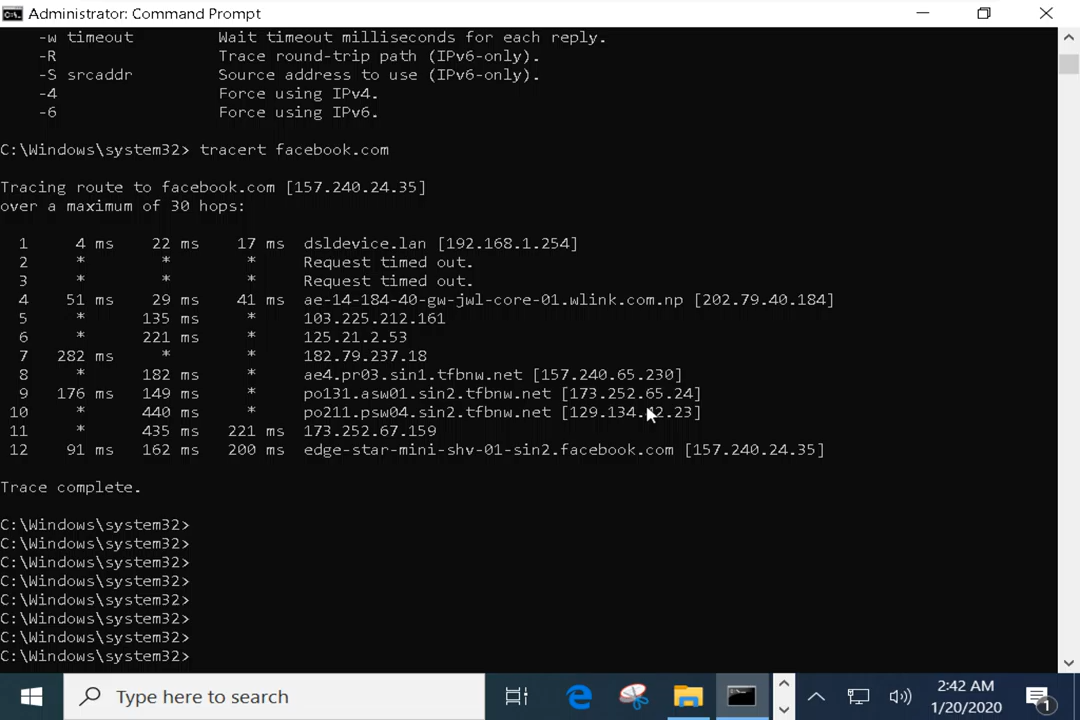 Administrator: Command Prompt
-w timeout Wait timeout milliseconds for each reply.
-R Trace round-trip path (IPv6-only).
-S srcaddr Source address to use (IPv6-only).
-4 Force using IPv4.
-6 Force using IPv6.
C:\Windows\system32> tracert facebook.com
Tracing route to facebook.com [157.240.24.35]
over a maximum of 30 hops:
1 4 ms 22 ms 17 ms dsldevice.lan [192.168.1.254]
2 * * * Request timed out.
3 * * * Request timed out.
4 51 ms 29 ms 41 ms ae-14-184-40-gw-jwl-core-01.wlink.com.np [202.79.40.184]
5 * 135 ms * 103.225.212.161
6 * 221 ms * 125.21.2.53
7 282 ms * * 182.79.237.18
8 * 182 ms * ae4.pr03.sin1.tfbnw.net [157.240.65.230]
9 176 ms 149 ms * po131.asw01.sin2.tfbnw.net [173.252.65.24]
10 * 440 ms * po211.psw04.sin2.tfbnw.net
11 * 435 ms 221 ms 173.252.67.159
12 91 ms 162 ms 200 ms edge-star-mini-shv-01-sin2.facebook.com [157.240.24.35]
Trace complete.
C:\Windows\system32>
C:\Windows\system32>
C:\Windows\system32>
C:\Windows\system32>
C:\Windows\system32>
C:\Windows\system32>
C:\Windows\system32>
C:\Windows\system32>
Type here to search
2:42 AM
1/20/2020
1